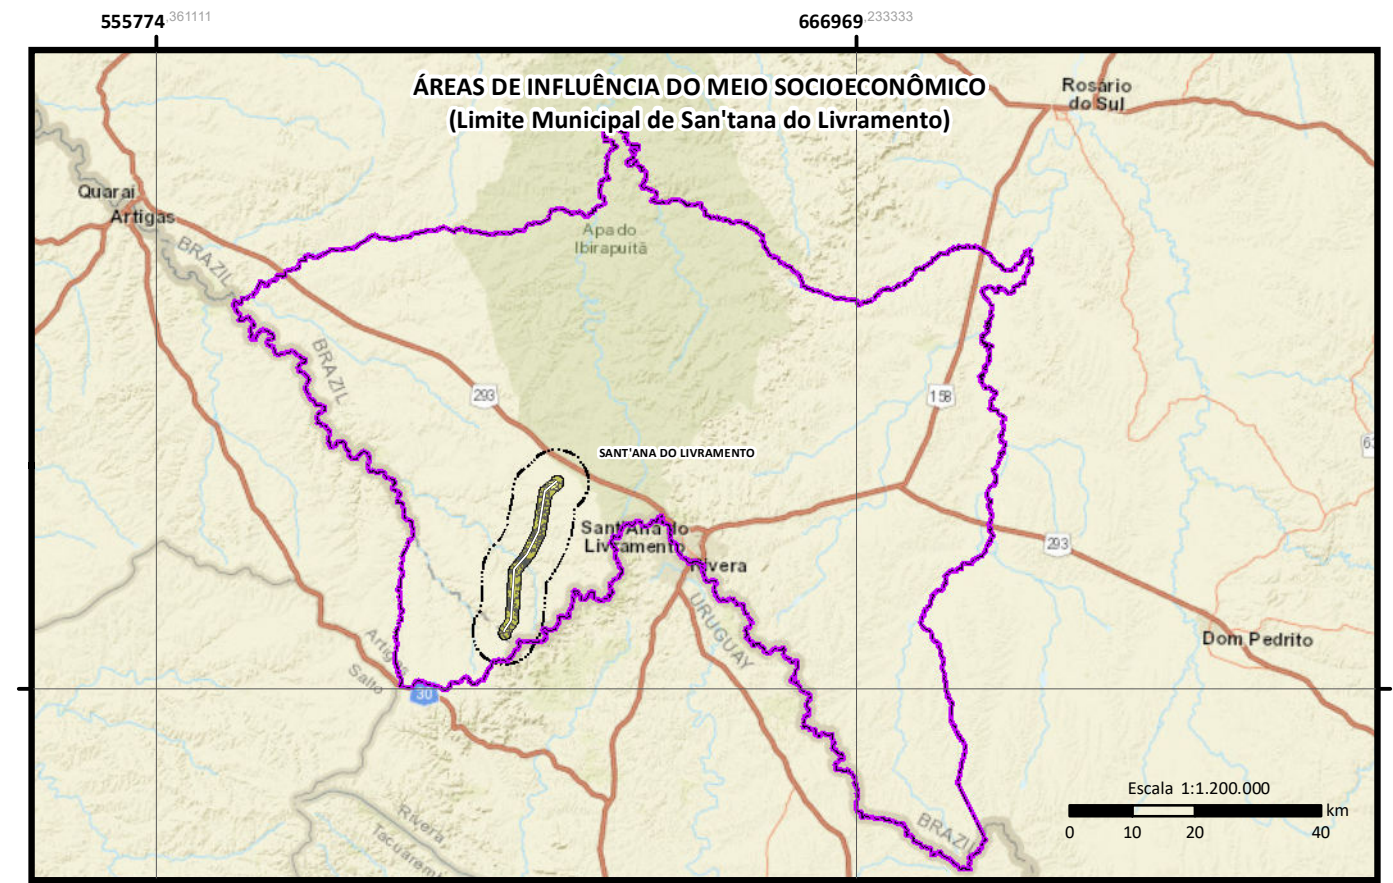 555774,361111
666969,233333
ÁREAS DE INFLUÊNCIA DO MEIO SOCIOECONÔMICO
(Limite Municipal de San'tana do Livramento)
Rosário
do Sul
Quaraí
Artigas
BRAZIL
Apa do
Ibirapuitã
BRAZIL
293
158
SANT'ANA DO LIVRAMENTO
Sant'Ana do
Livramento
Rivera
293
URUGUAY
Artigas
Salto
30
Dom Pedrito
Escala 1:1.200.000
km
0 10 20 40
Rivera
BRAZIL